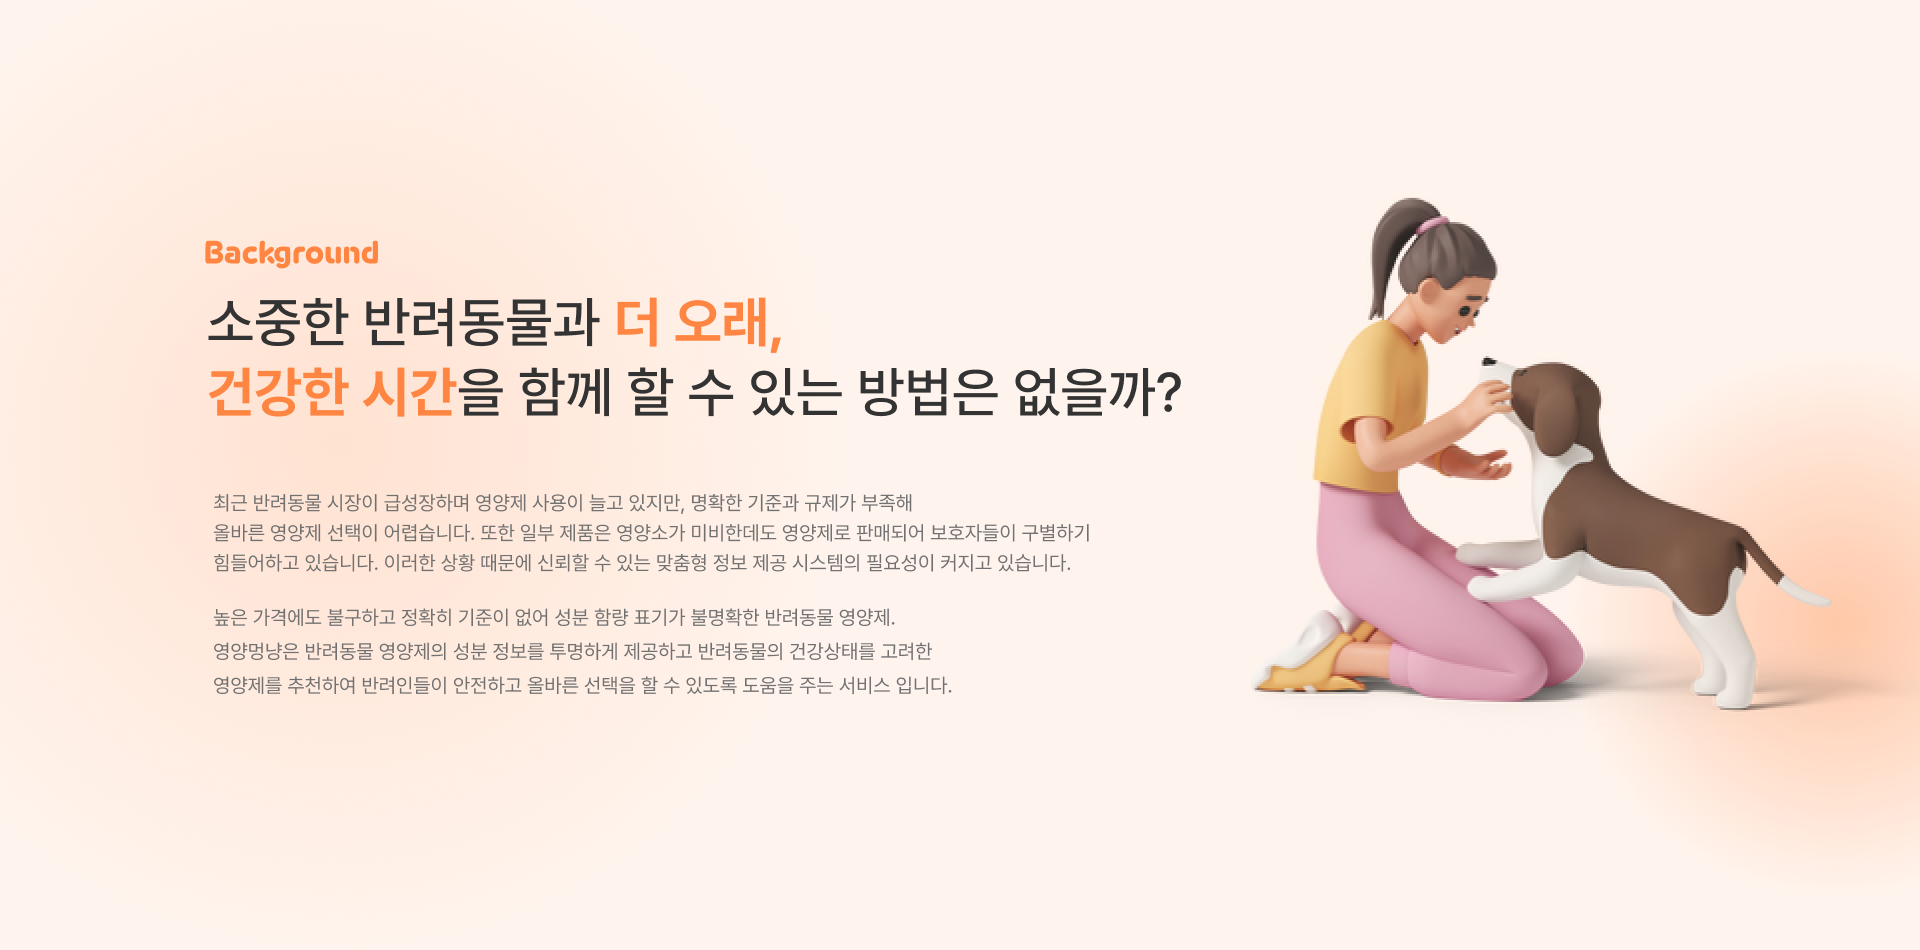 Background
소중한 반려동물과 더 오래,
건강한 시간을 함께 할 수 있는 방법은 없을까?
최근 반려동물 시장이 급성장하며 영양제 사용이 늘고 있지만, 명확한 기준과 규제가 부족해
올바른 영양제 선택이 어렵습니다. 또한 일부 제품은 영양소가 미비한데도 영양제로 판매되어 보호자들이 구별하기
힘들어하고 있습니다. 이러한 상황 때문에 신뢰할 수 있는 맞춤형 정보 제공 시스템의 필요성이 커지고 있습니다.
높은 가격에도 불구하고 정확히 기준이 없어 성분 함량 표기가 불명확한 반려동물 영양제.
영양멍냥은 반려동물 영양제의 성분 정보를 투명하게 제공하고 반려동물의 건강상태를 고려한
영양제를 추천하여 반려인들이 안전하고 올바른 선택을 할 수 있도록 도움을 주는 서비스 입니다.